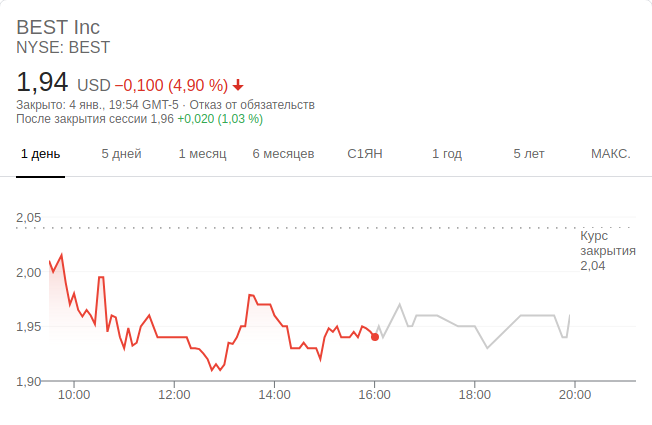 BEST Inc
NYSE: BEST
1,94 USD −0,100 (4,90 %)
Закрыто: 4 янв., 19:54 GMT-5 · Отказ от обязательств
После закрытия сессии 1,96 +0,020 (1,03 %)
1 день 5 дней 1 месяц 6 месяцев С1ЯН 1 год 5 лет МАКС.
2,05
Курс
закрытия
2,04
2,00
1,95
1,90
10:00 12:00 14:00 16:00 18:00 20:00